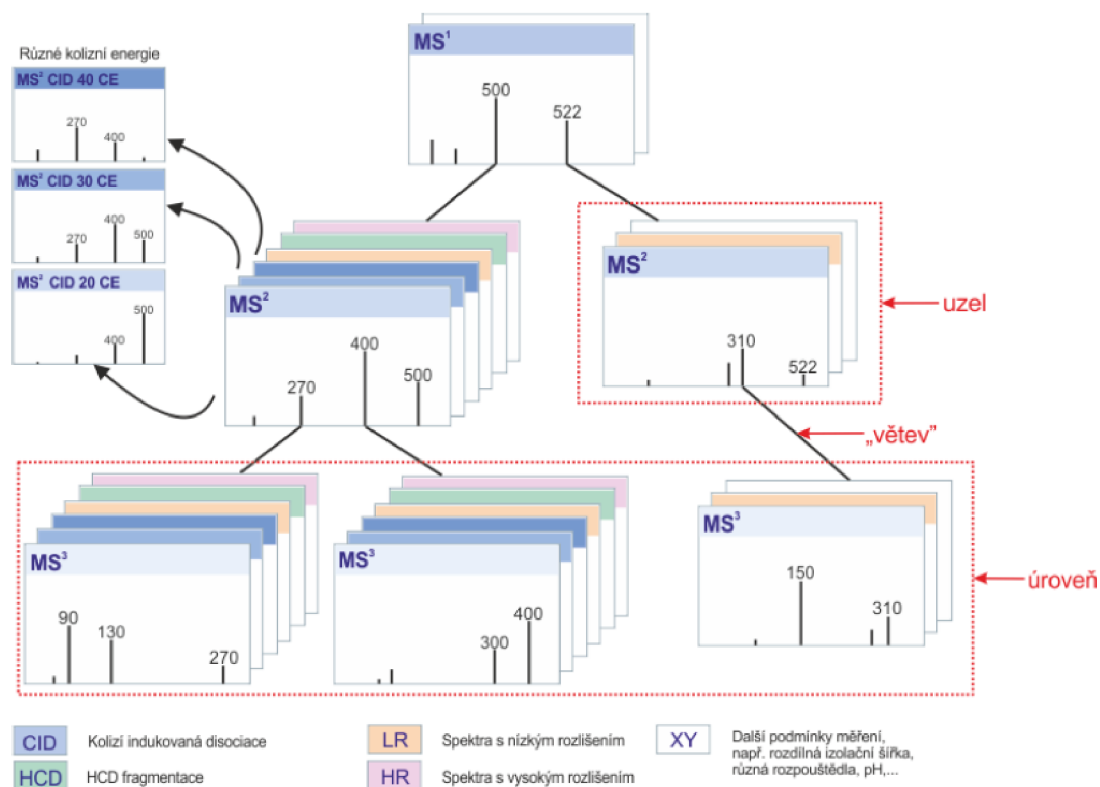 MS¹
500
522
Různé kolizní energie
MS² CID 40 CE
270
400
MS² CID 30 CE
270
400
500
MS² CID 20 CE
400
500
MS²
270
400
500
MS²
310
522
uzel
„větev”
MS³
90
130
270
MS³
300
400
MS³
150
310
úroveň
CID
Kolizí indukovaná disociace
HCD
HCD fragmentace
LR
Spektra s nízkým rozlišením
HR
Spektra s vysokým rozlišením
XY
Další podmínky měření,
např. rozdílná izolační šířka,
různá rozpouštědla, pH,...